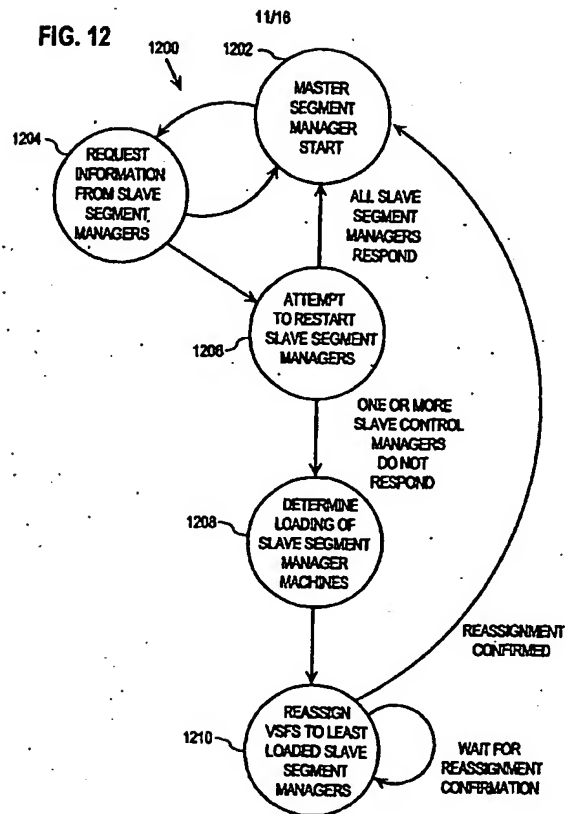 11/16
FIG. 12
1200
1202
MASTER
SEGMENT
MANAGER
START
1204
REQUEST
INFORMATION
FROM SLAVE
SEGMENT
MANAGERS
ALL SLAVE
SEGMENT
MANAGERS
RESPOND
1206
ATTEMPT
TO RESTART
SLAVE SEGMENT
MANAGERS
ONE OR MORE
SLAVE CONTROL
MANAGERS
DO NOT
RESPOND
1208
DETERMINE
LOADING OF
SLAVE SEGMENT
MANAGER
MACHINES
REASSIGNMENT
CONFIRMED
1210
REASSIGN
VSFS TO LEAST
LOADED SLAVE
SEGMENT
MANAGERS
WAIT FOR
REASSIGNMENT
CONFIRMATION